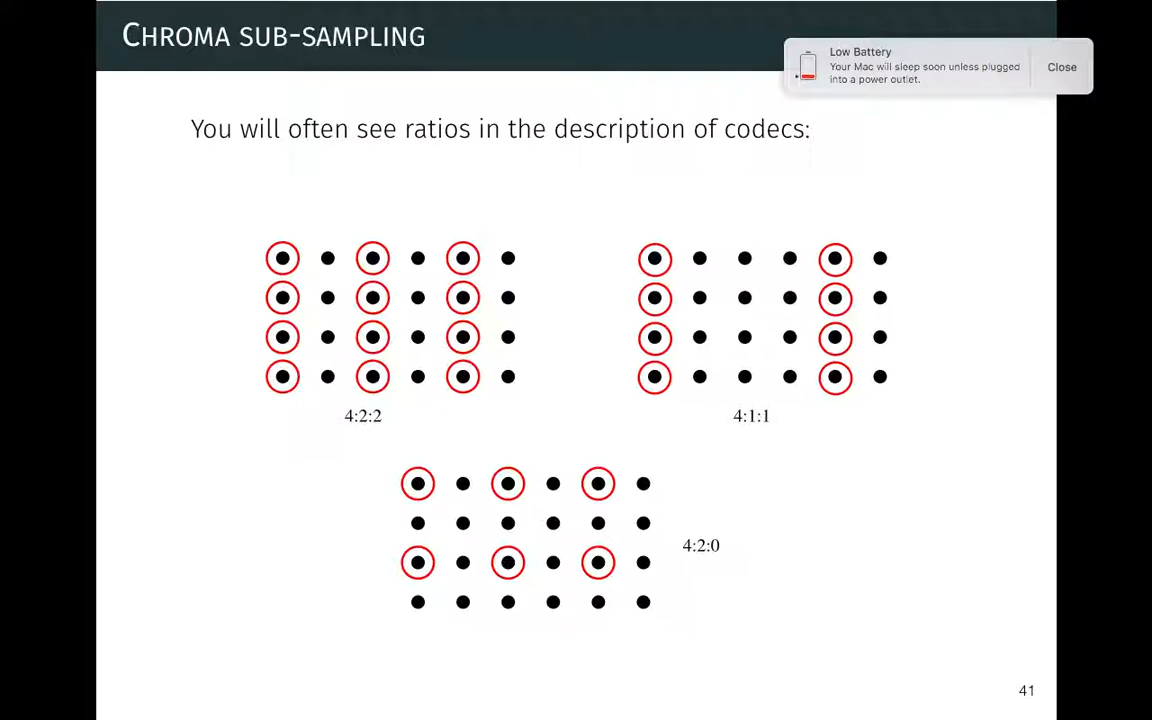 CHROMA SUB-SAMPLING
Low Battery
Your Mac will sleep soon unless plugged
into a power outlet.
Close
You will often see ratios in the description of codecs:
4:2:2
4:1:1
4:2:0
41